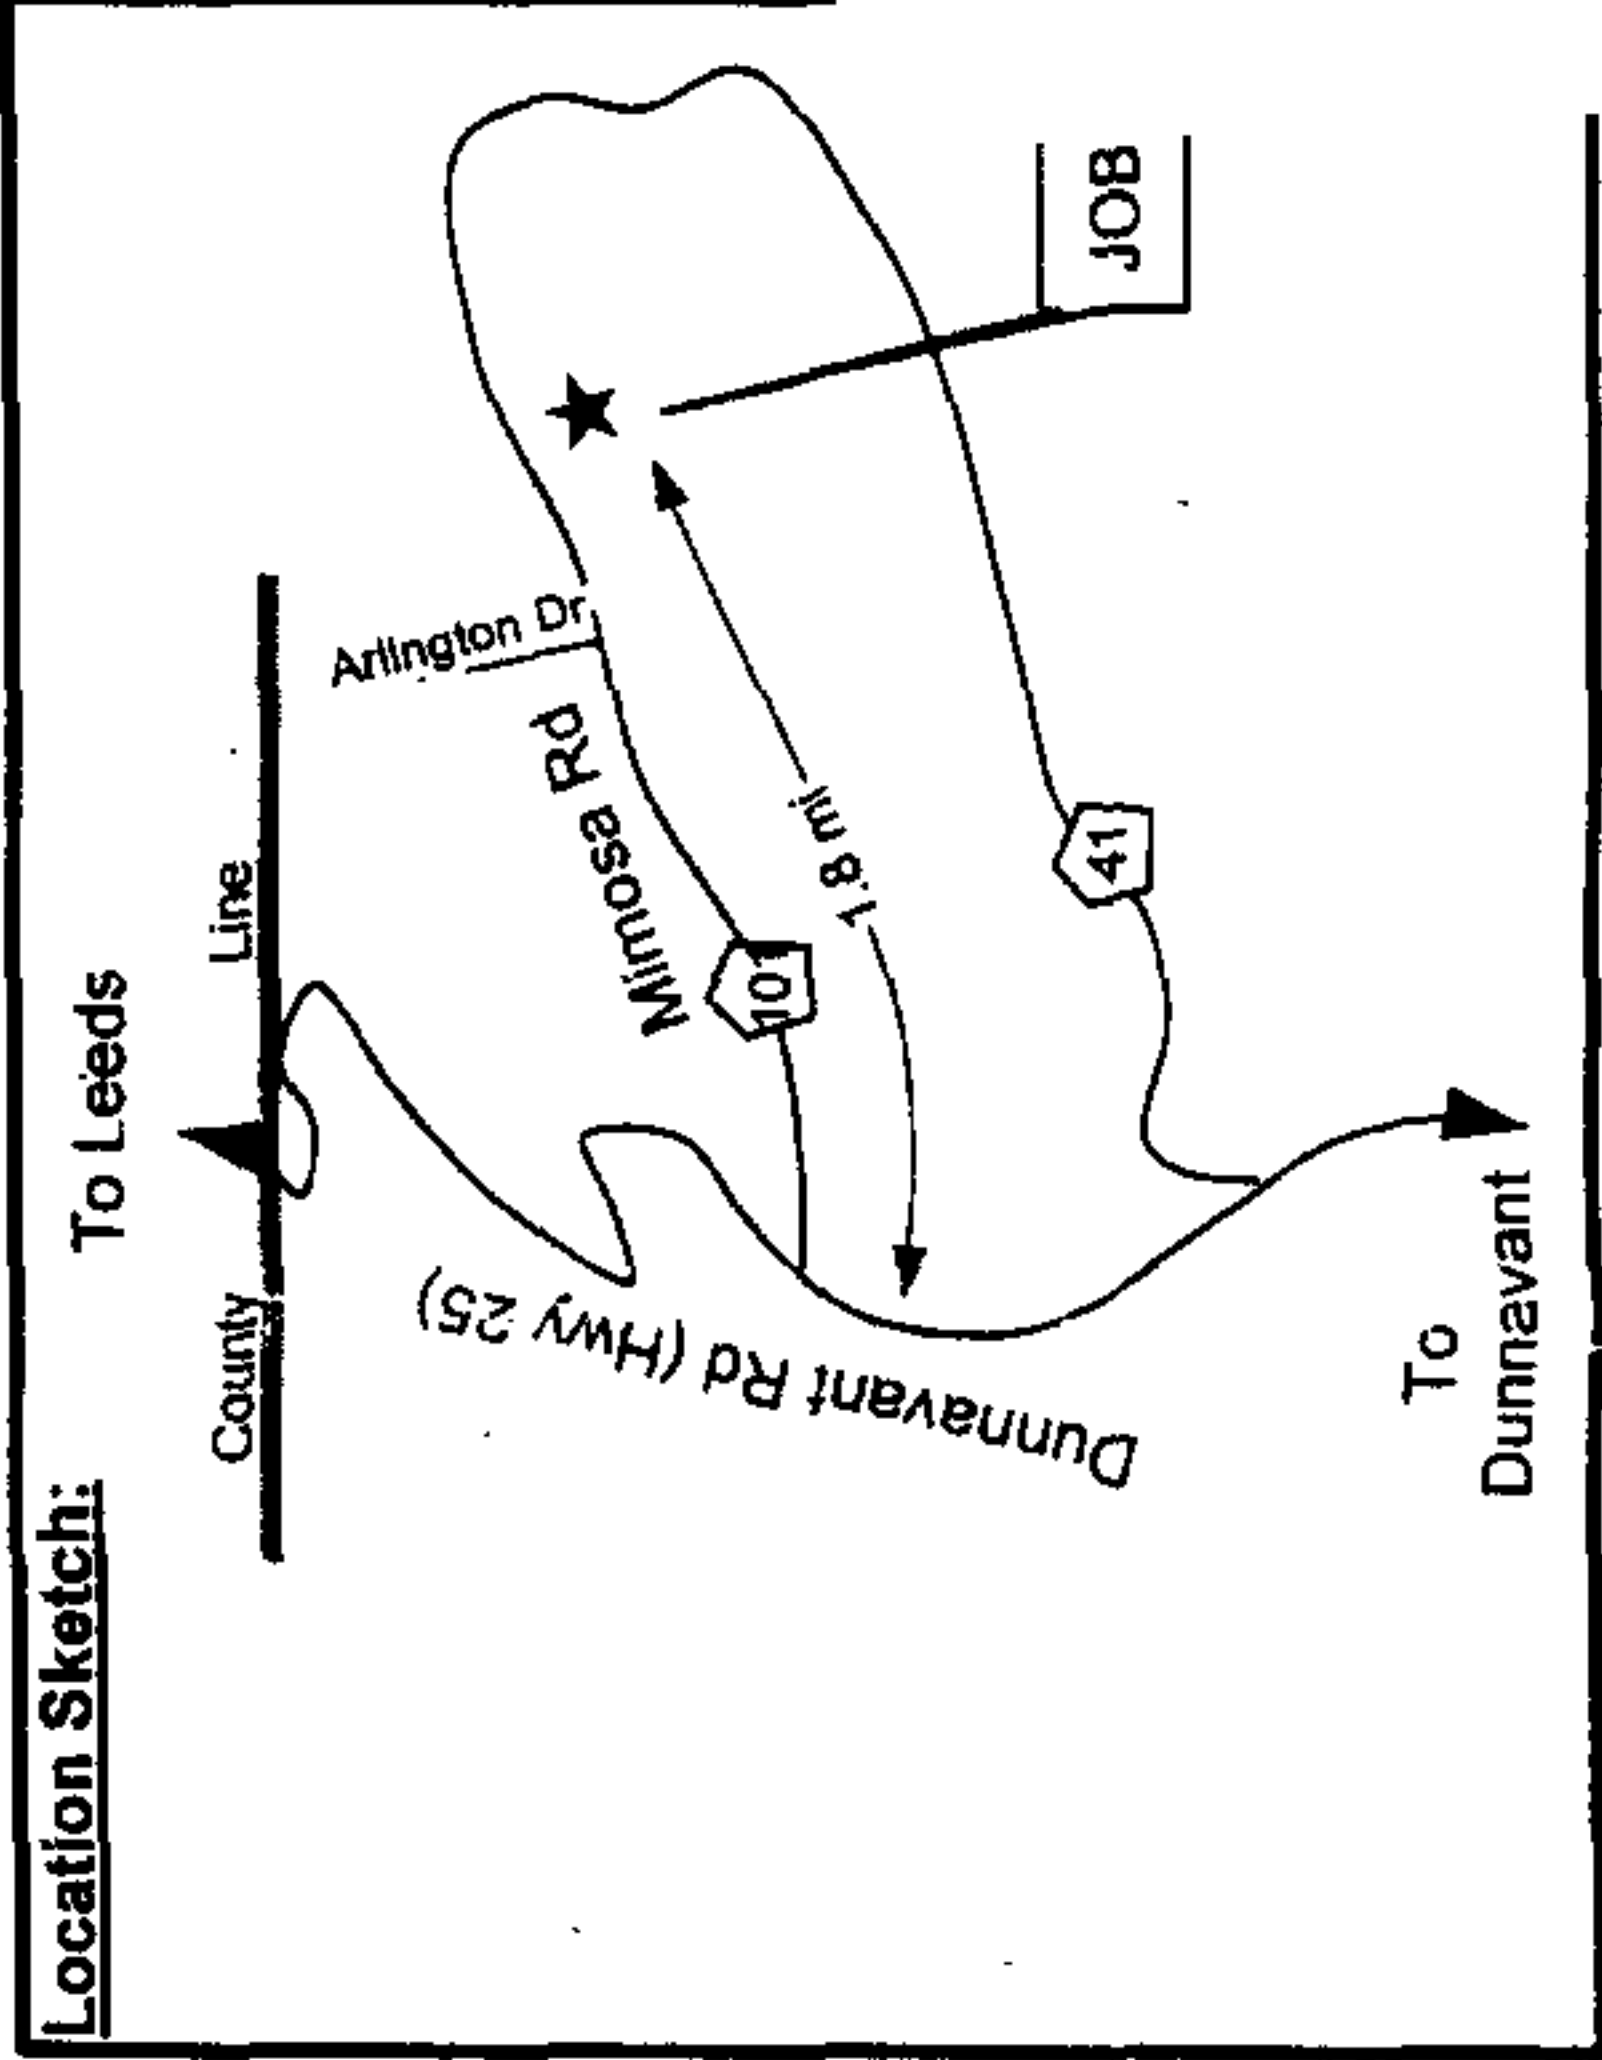 Location Sketch:
To Leeds
County Line
Arlington Dr
Mimosa Rd
101
1.8 mi
41
JOB
Dunnavant Rd (Hwy 25)
To
Dunnavant